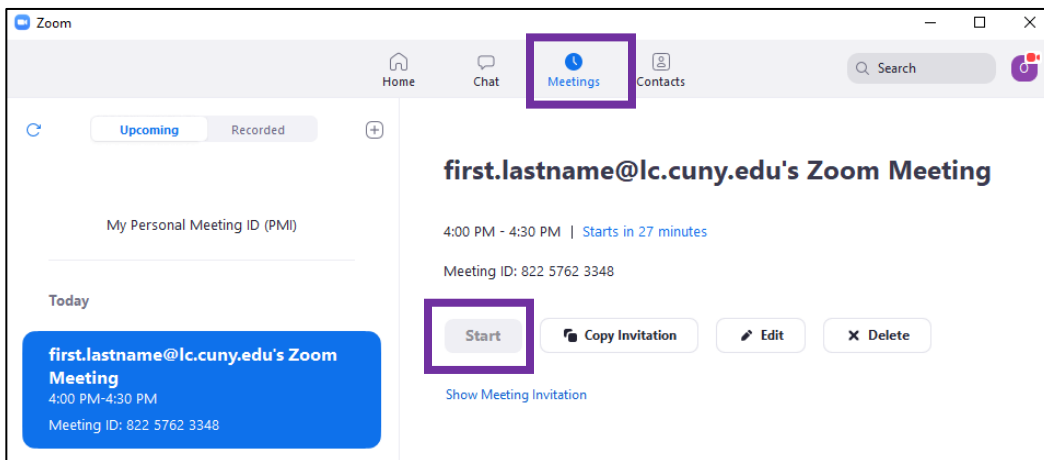 Zoom
Home
Chat
Meetings
Contacts
Search
Upcoming
Recorded
first.lastname@lc.cuny.edu's Zoom Meeting
My Personal Meeting ID (PMI)
4:00 PM - 4:30 PM | Starts in 27 minutes
Meeting ID: 822 5762 3348
Today
Start
Copy Invitation
Edit
Delete
first.lastname@lc.cuny.edu's Zoom
Meeting
4:00 PM-4:30 PM
Meeting ID: 822 5762 3348
Show Meeting Invitation